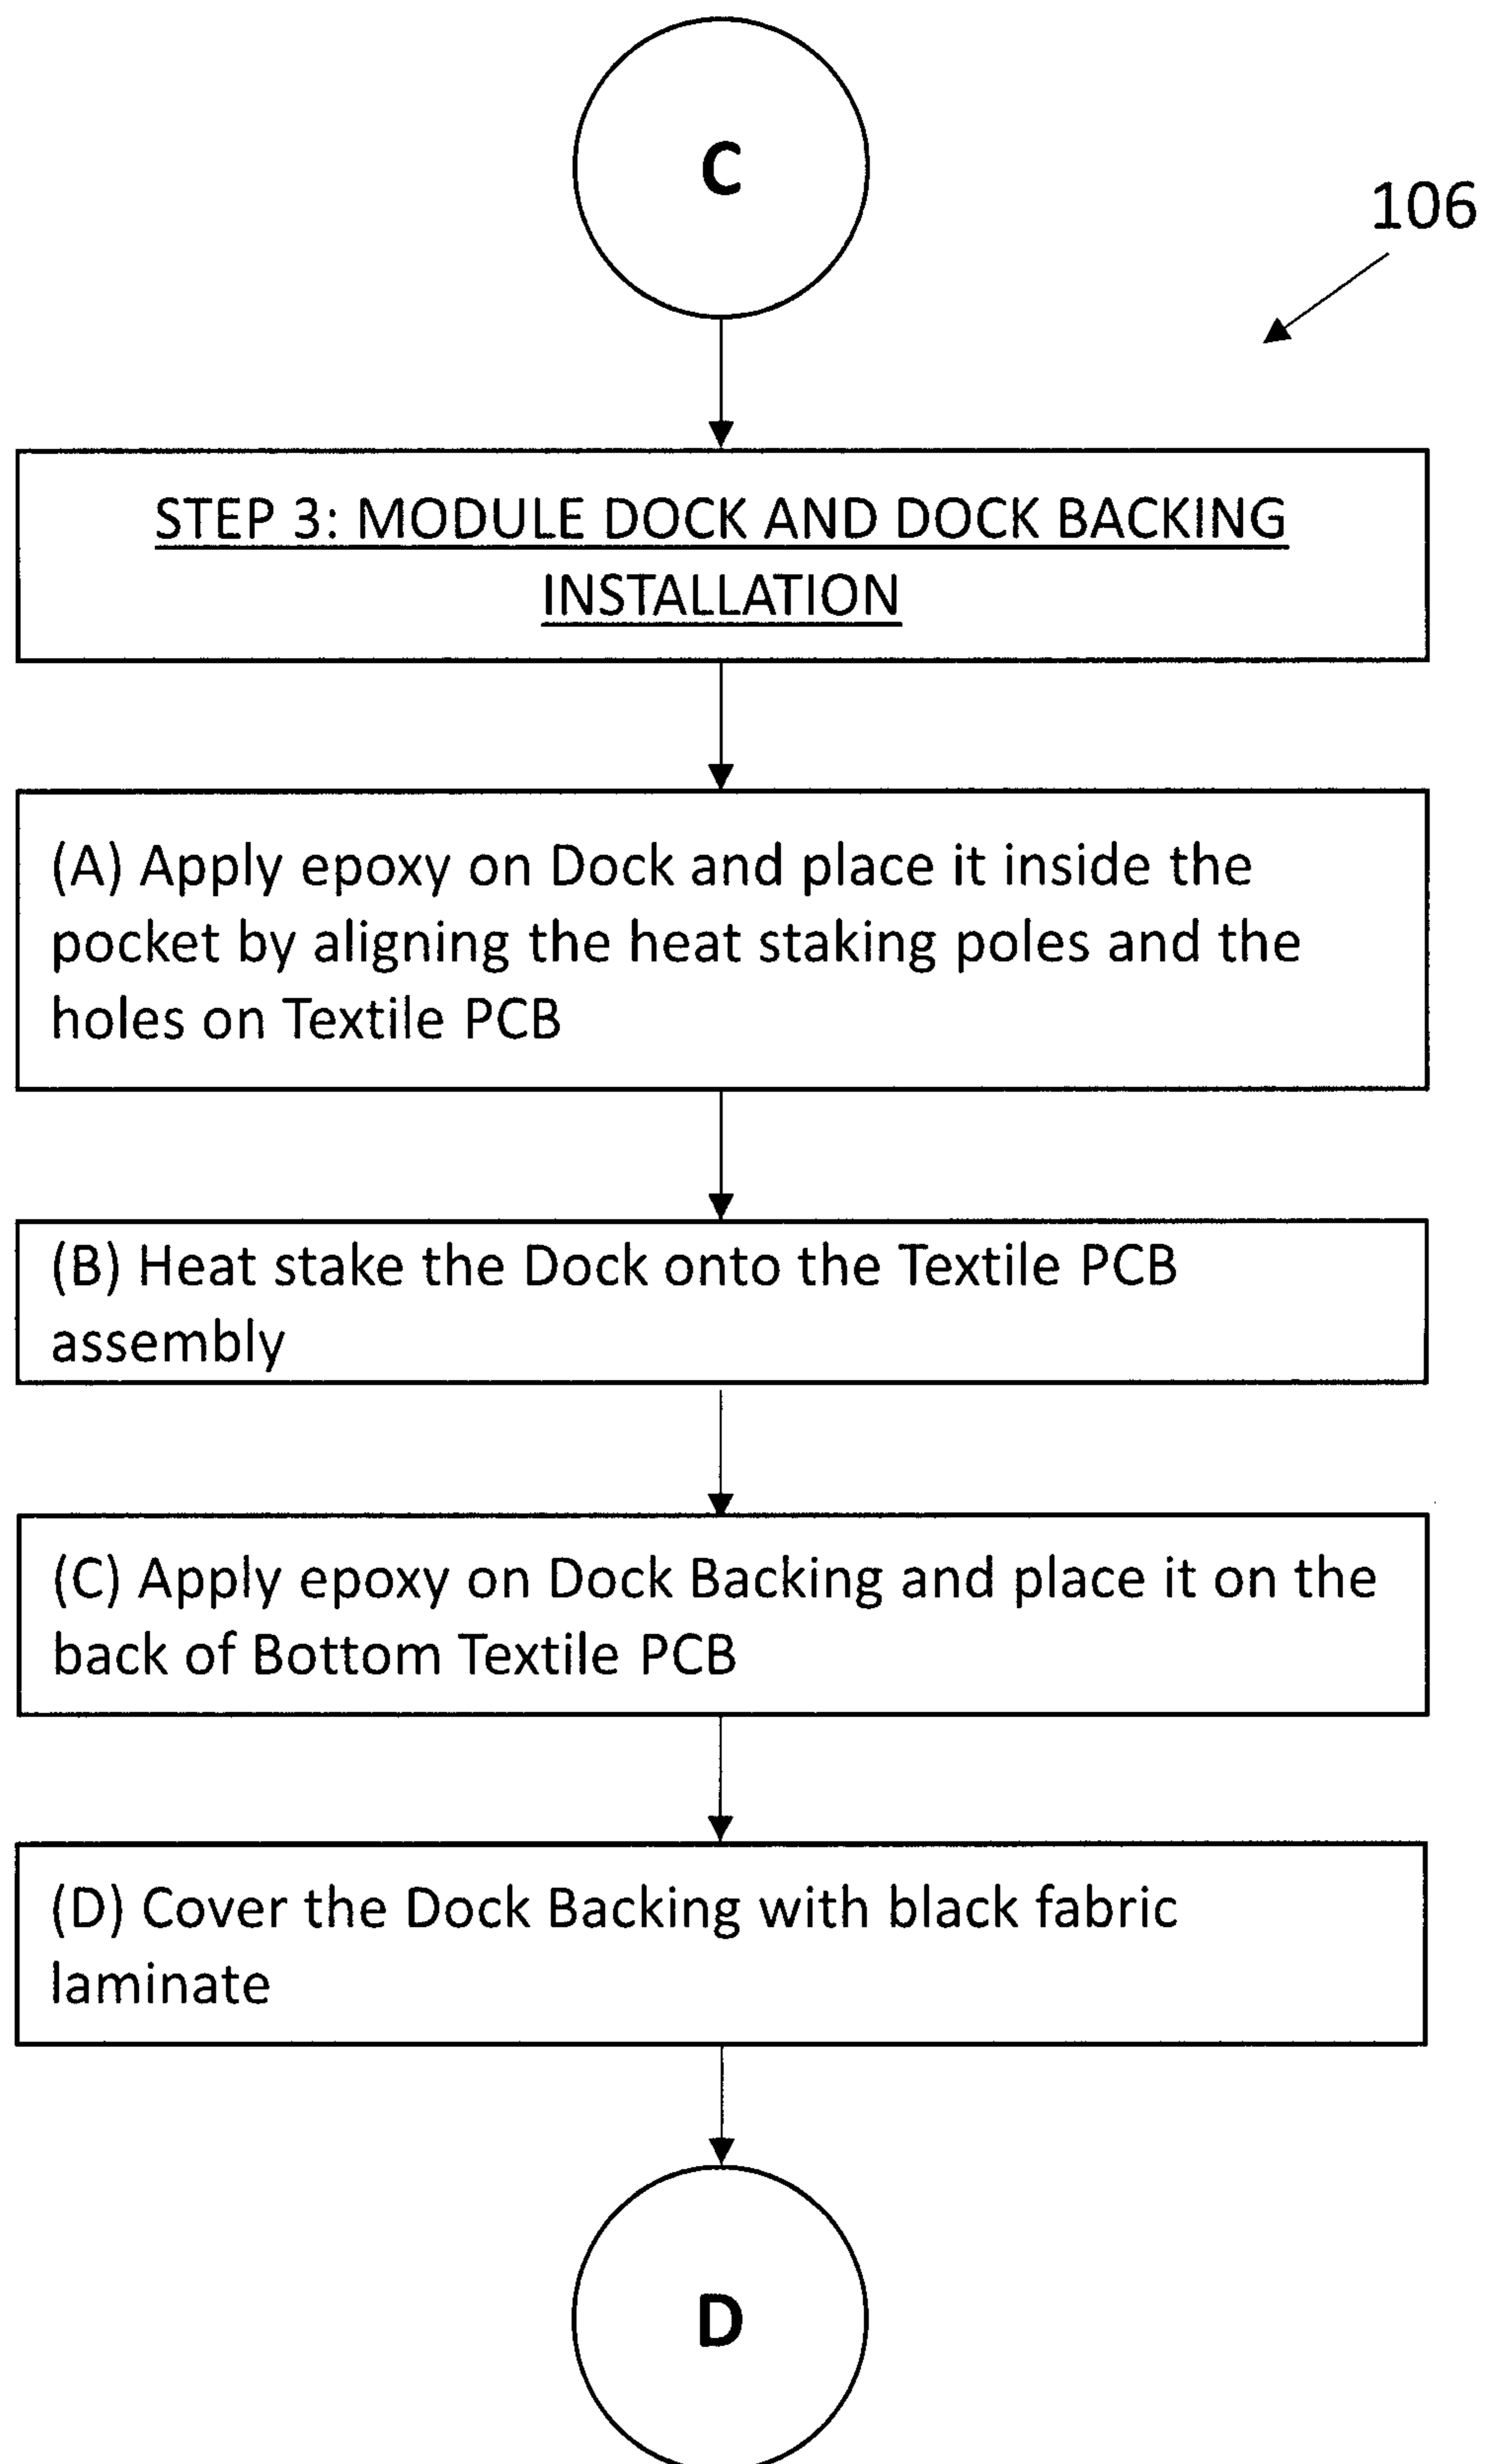 C
106
STEP 3: MODULE DOCK AND DOCK BACKING
INSTALLATION
(A) Apply epoxy on Dock and place it inside the
pocket by aligning the heat staking poles and the
holes on Textile PCB
(B) Heat stake the Dock onto the Textile PCB
assembly
(C) Apply epoxy on Dock Backing and place it on the
back of Bottom Textile PCB
(D) Cover the Dock Backing with black fabric
laminate
D